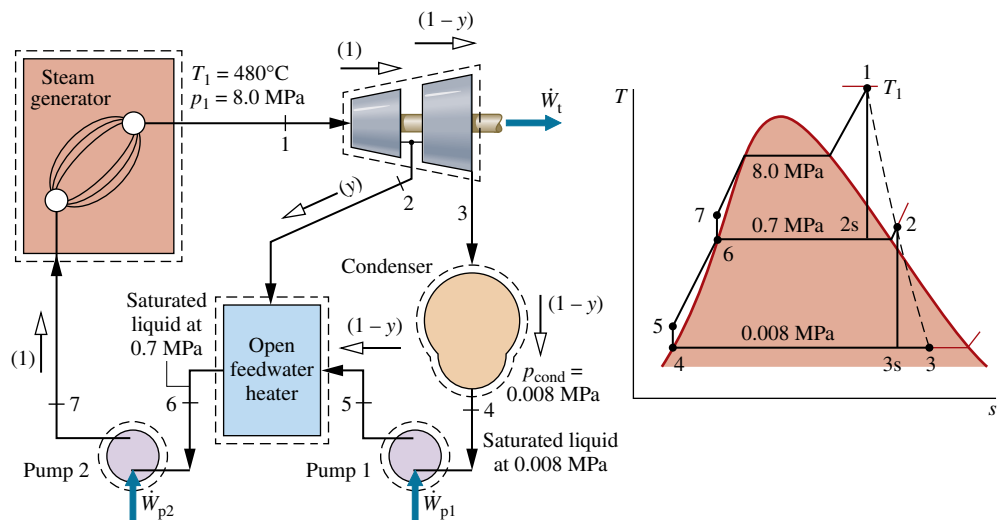 (1 – y)
(1)
Steam
generator
T1 = 480°C
p1 = 8.0 MPa
Ẇt
1
(y)
2
3
Condenser
Saturated
liquid at
0.7 MPa
(1 – y)
(1 – y)
Open
feedwater
heater
pcond =
0.008 MPa
(1)
7
6
5
4
Saturated liquid
at 0.008 MPa
Pump 2
Pump 1
Ẇp2
Ẇp1
T
1
T1
8.0 MPa
7
0.7 MPa
2s
2
6
5
0.008 MPa
4
3s
3
s